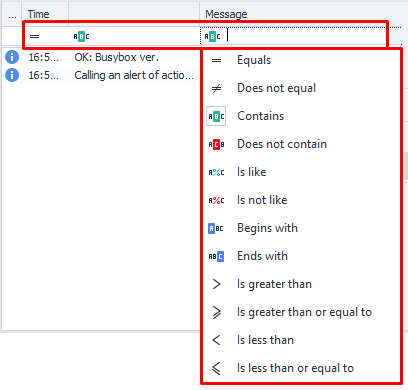 ... Time Message
= ABC ABC
16:5... OK: Busybox ver.
16:5... Calling an alert of actio...
= Equals
≠ Does not equal
ABC Contains
ABC Does not contain
A%C Is like
A%C Is not like
ABC Begins with
ABC Ends with
> Is greater than
≥ Is greater than or equal to
< Is less than
≤ Is less than or equal to